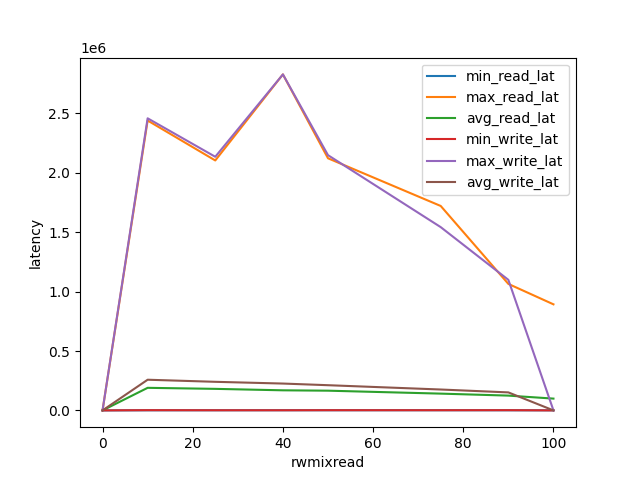 1e6
2.5
2.0
1.5
1.0
0.5
0.0
latency
min_read_lat
max_read_lat
avg_read_lat
min_write_lat
max_write_lat
avg_write_lat
0 20 40 60 80 100
rwmixread